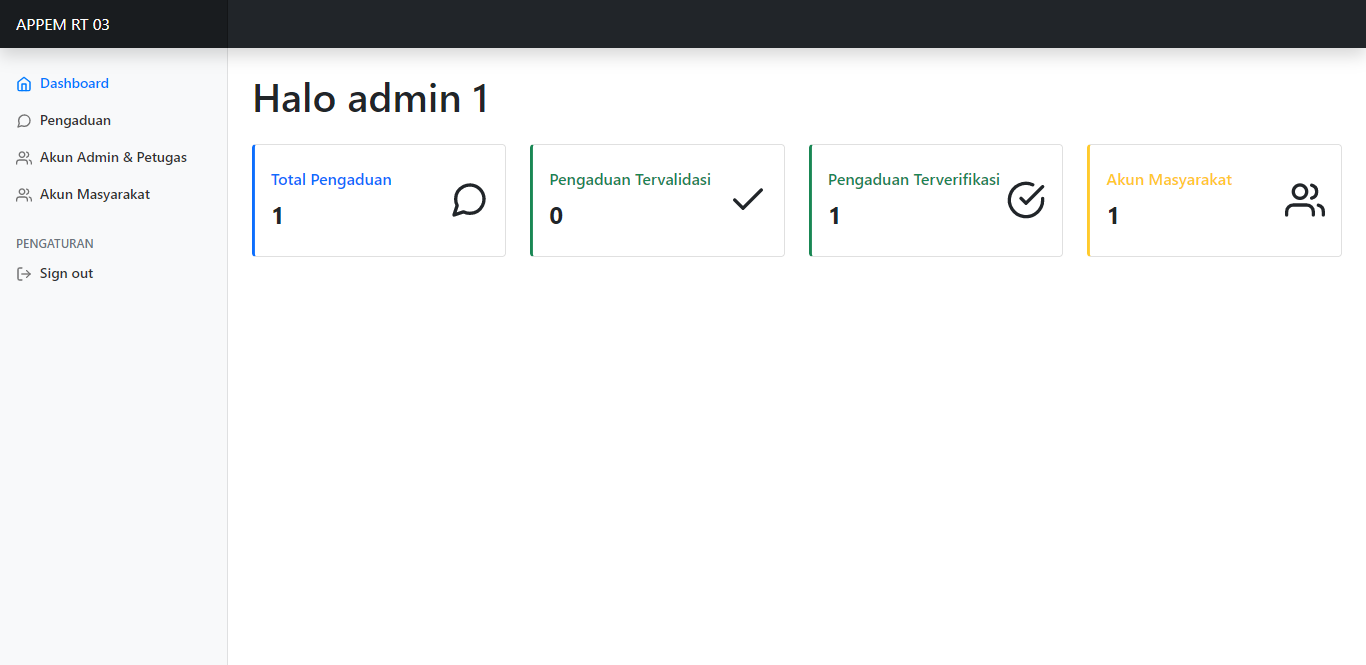 APPEM RT 03
Dashboard
Pengaduan
Akun Admin & Petugas
Akun Masyarakat
PENGATURAN
Sign out
Halo admin 1
Total Pengaduan
1
Pengaduan Tervalidasi
0
Pengaduan Terverifikasi
1
Akun Masyarakat
1